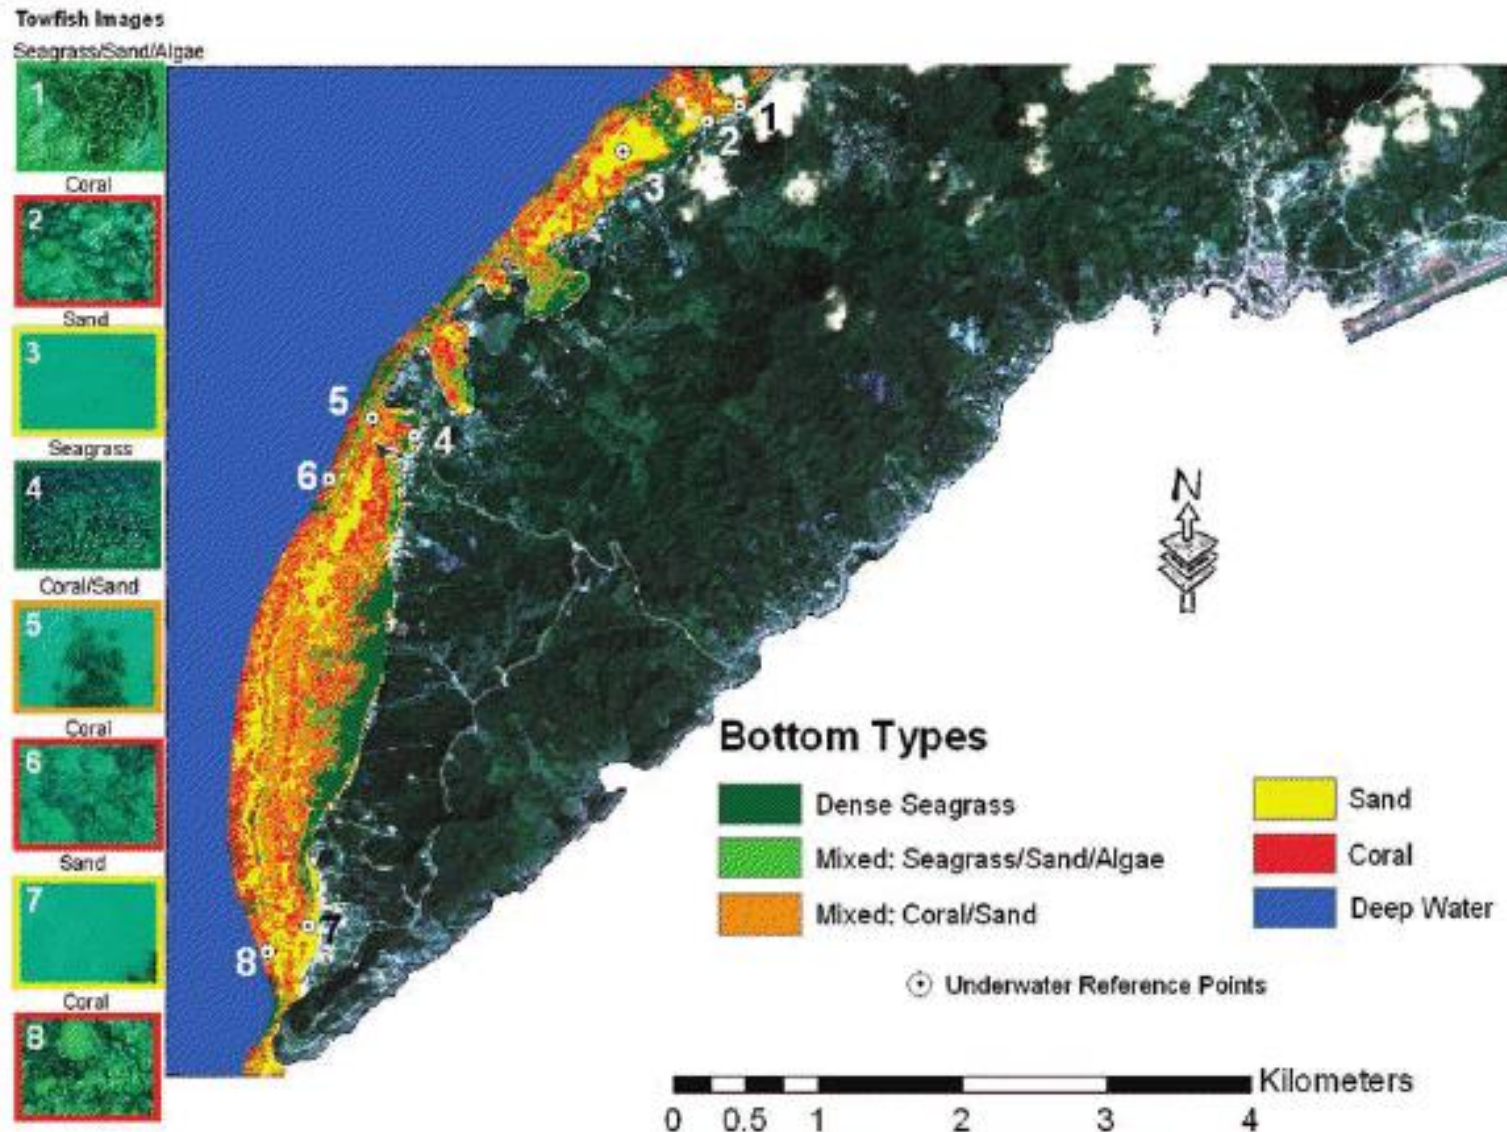 Towfish Images
Seagrass/Sand/Algae
1
Coral
2
Sand
3
Seagrass
4
Coral/Sand
5
Coral
6
Sand
7
Coral
8
1
2
3
5
4
6
7
8
N
Bottom Types
Dense Seagrass
Mixed: Seagrass/Sand/Algae
Mixed: Coral/Sand
Sand
Coral
Deep Water
Underwater Reference Points
Kilometers
0 0.5 1 2 3 4